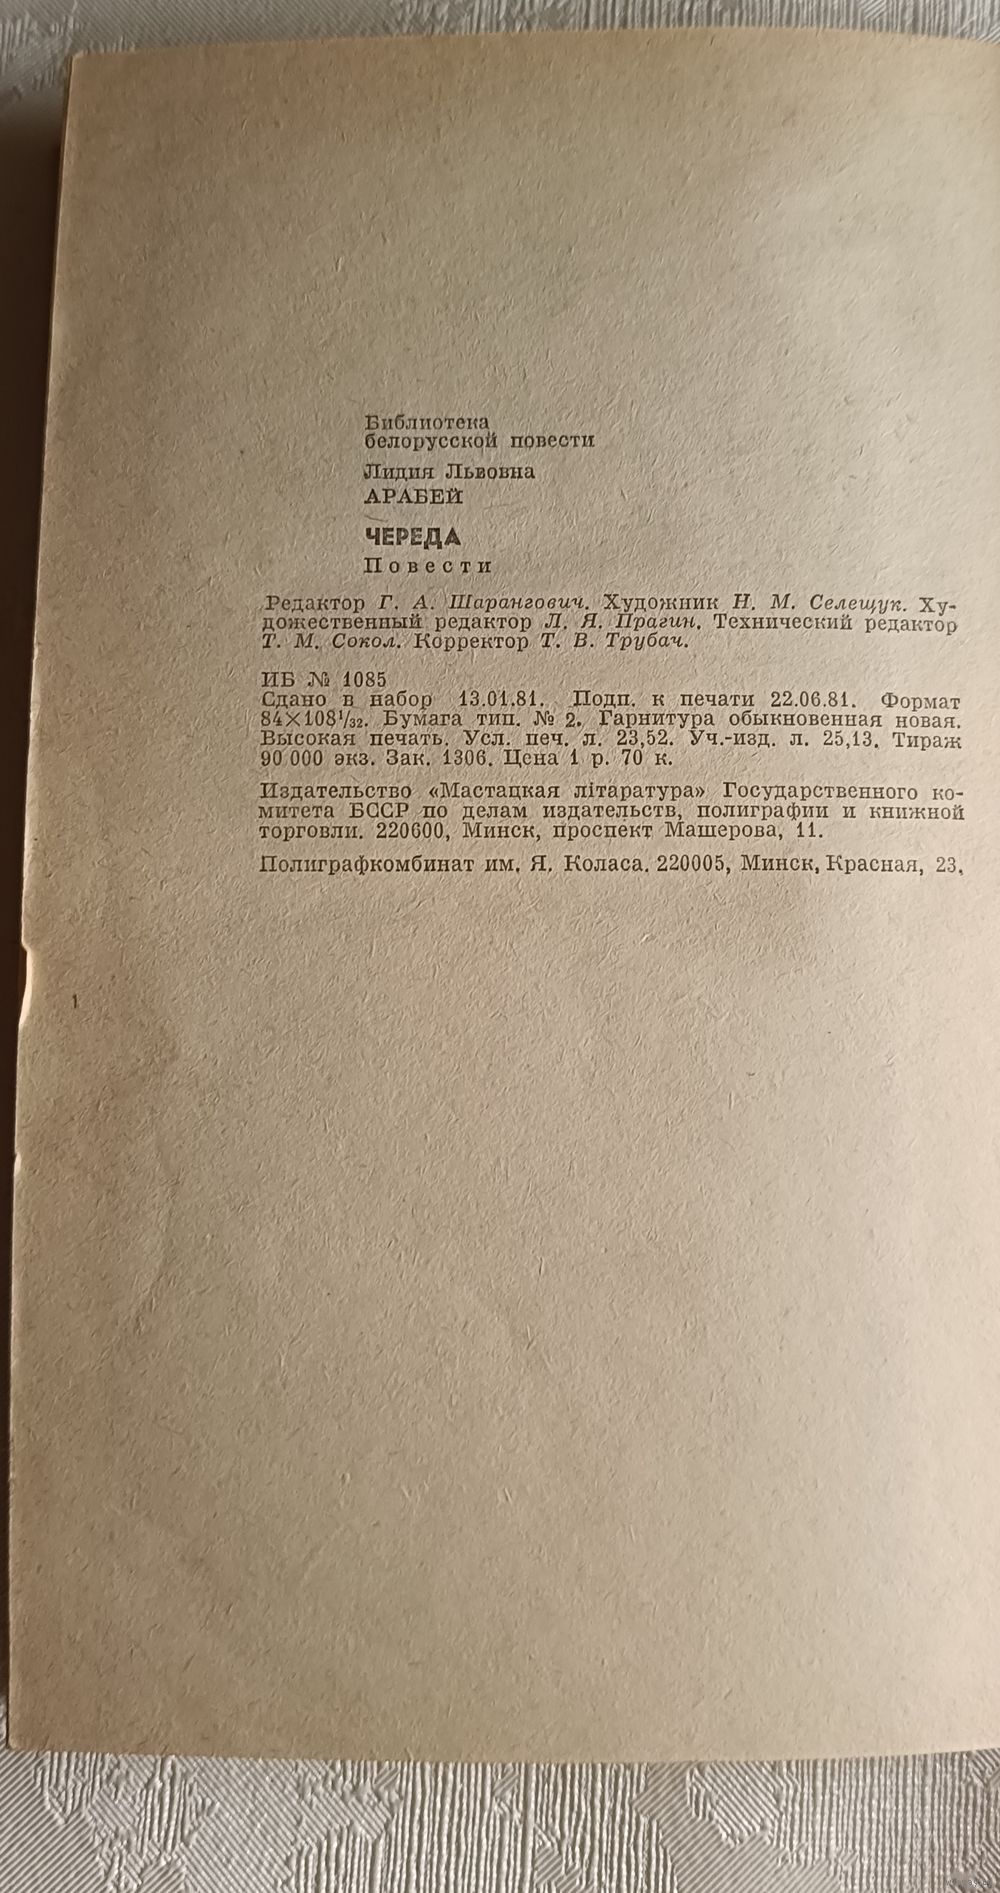 Библиотека
белорусской повести
Лидия Львовна
АРАБЕЙ
ЧЕРЕДА
Повести
Редактор Г. А. Шарангович. Художник Н. М. Селещук. Ху-
дожественный редактор Л. Я. Прагин. Технический редактор
Т. М. Сокол. Корректор Т. В. Трубач.
ИБ № 1085
Сдано в набор 13.01.81. Подп. к печати 22.06.81. Формат
84×108¹/₃₂. Бумага тип. № 2. Гарнитура обыкновенная новая.
Высокая печать. Усл. печ. л. 23,52. Уч.-изд. л. 25,13. Тираж
90 000 экз. Зак. 1306. Цена 1 р. 70 к.
Издательство «Мастацкая літаратура» Государственного ко-
митета БССР по делам издательств, полиграфии и книжной
торговли. 220600, Минск, проспект Машерова, 11.
Полиграфкомбинат им. Я. Коласа. 220005, Минск, Красная, 23.
1